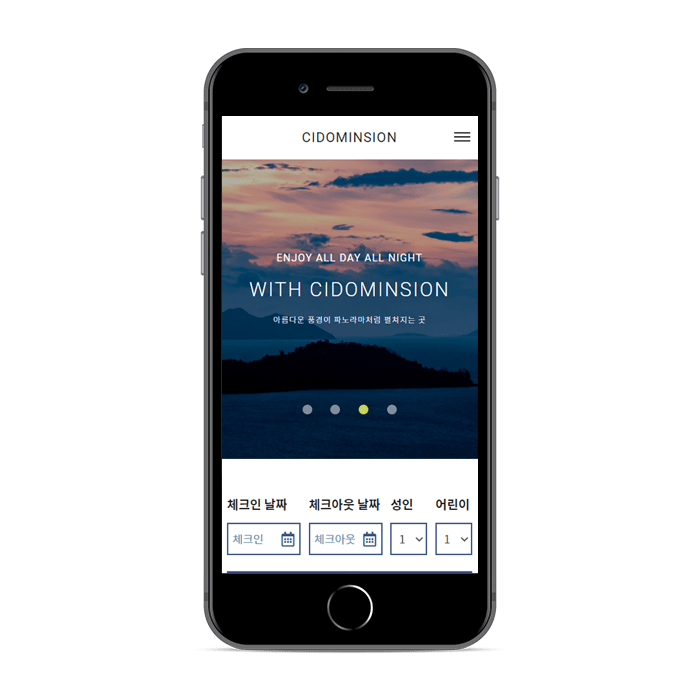 CIDOMINSION
ENJOY ALL DAY ALL NIGHT
WITH CIDOMINSION
아름다운 풍경이 파노라마처럼 펼쳐지는 곳
체크인 날짜 체크아웃 날짜 성인 어린이
체크인 체크아웃 1 1